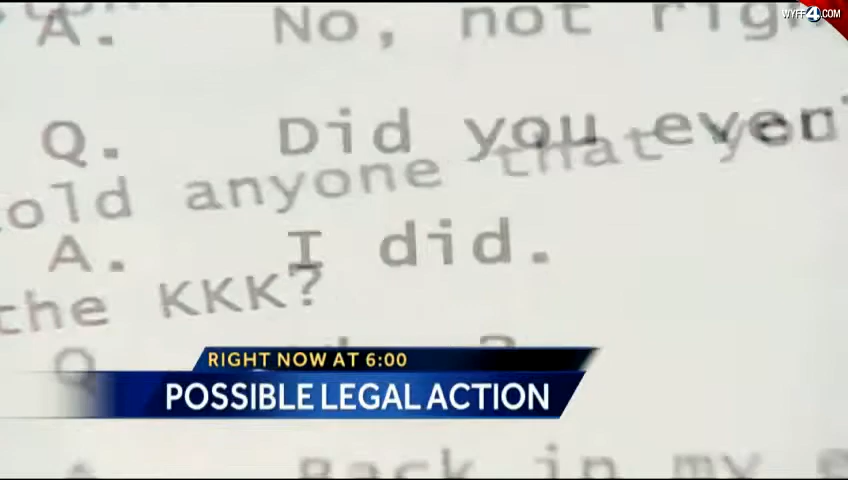 WYFF4.COM
A. No, not
Q. Did you ever
told anyone that you
A. I did.
the KKK?
Q
RIGHT NOW AT 6:00
POSSIBLE LEGAL ACTION
Back in my